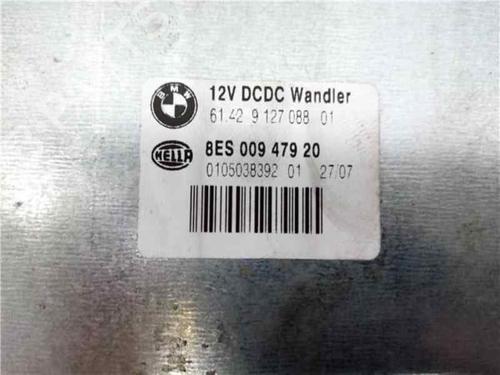 BMW
12V DCDC Wandler
61.42 9 127 088 01
HELLA
8ES 009 479 20
0105038392 01 27/07